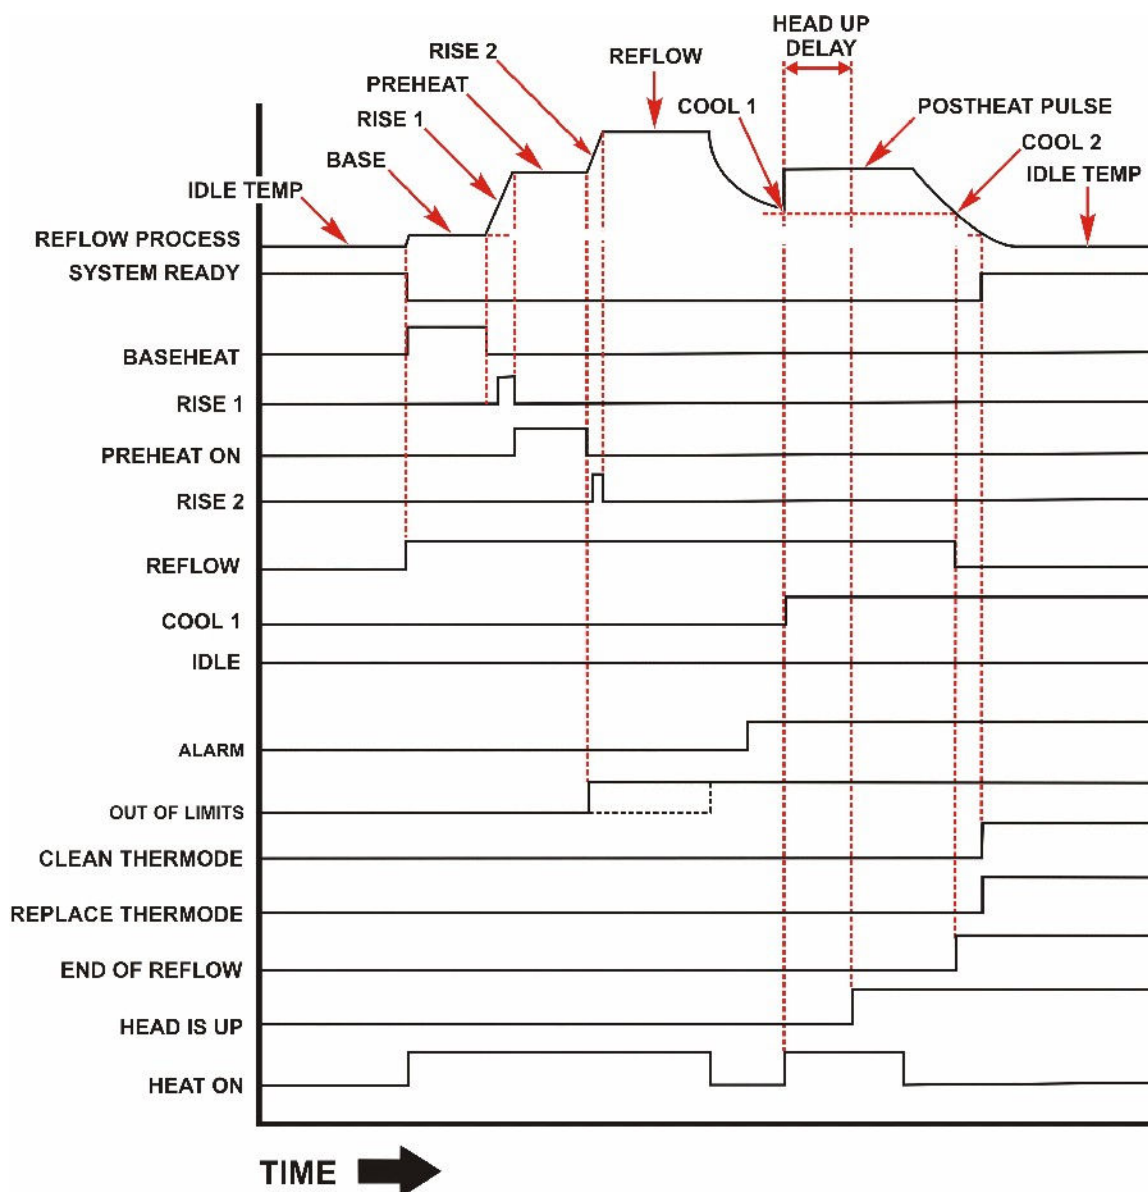 HEAD UP
DELAY
RISE 2
REFLOW
PREHEAT
COOL 1
POSTHEAT PULSE
RISE 1
COOL 2
BASE
IDLE TEMP
IDLE TEMP
REFLOW PROCESS
SYSTEM READY
BASEHEAT
RISE 1
PREHEAT ON
RISE 2
REFLOW
COOL 1
IDLE
ALARM
OUT OF LIMITS
CLEAN THERMODE
REPLACE THERMODE
END OF REFLOW
HEAD IS UP
HEAT ON
TIME